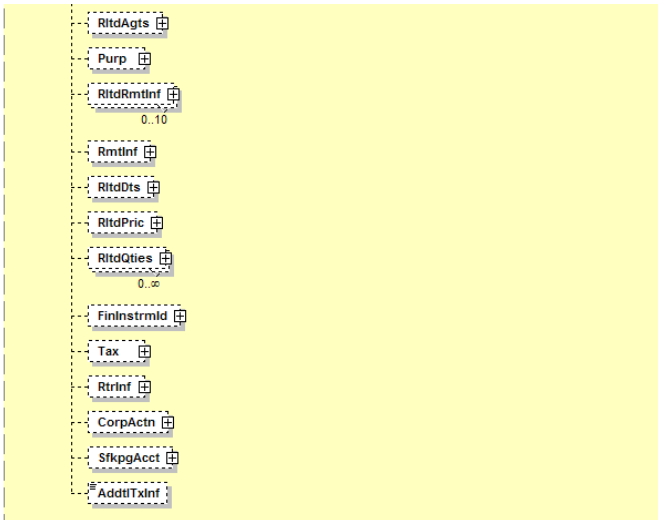 RltdAgts
Purp
RltdRmtInf
0..10
RmtInf
RltdDts
RltdPric
RltdQties
0..∞
FinInstrmId
Tax
RtrInf
CorpActn
SfkpgAcct
AddtlTxInf